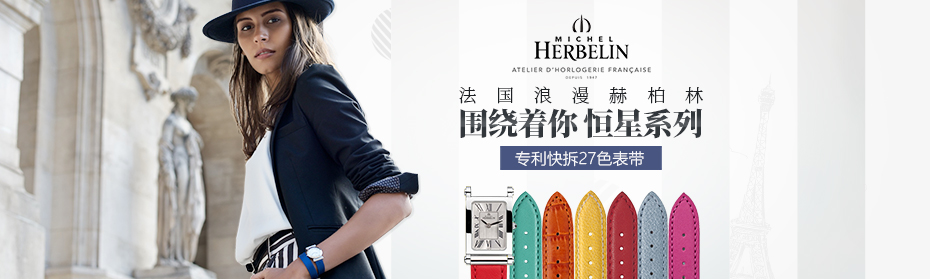 MICHEL
HERBELIN
ATELIER D'HORLOGERIE FRANÇAISE
DEPUIS 1947
法国浪漫赫柏林
围绕着你 恒星系列
专利快拆27色表带